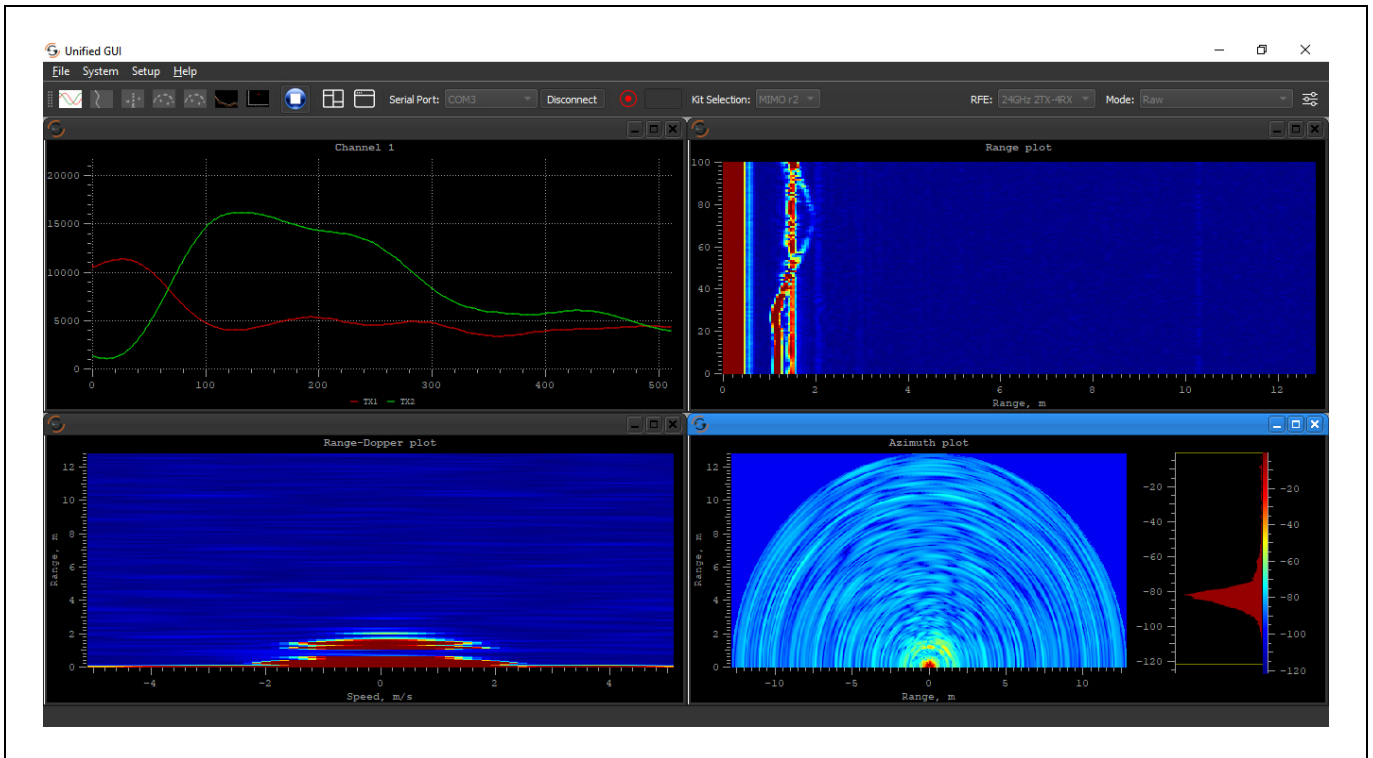 Unified GUI
File System Setup Help
Serial Port: COM3 Disconnect Kit Selection: MIMO r2 RFE: 24GHz 2TX-4RX Mode: Raw
Channel 1
20000
15000
10000
5000
0
0 100 200 300 400 500
TX1 TX2
Range plot
100
80
60
40
20
0
0 2 4 6 8 10 12
Range, m
Range-Dopper plot
12
10
8
6
4
2
0
Range, m
-4 -2 0 2 4
Speed, m/s
Azimuth plot
12
10
8
6
4
2
0
Range, m
-10 -5 0 5 10
Range, m
-20
-40
-60
-80
-100
-120
-20
-40
-60
-80
-100
-120